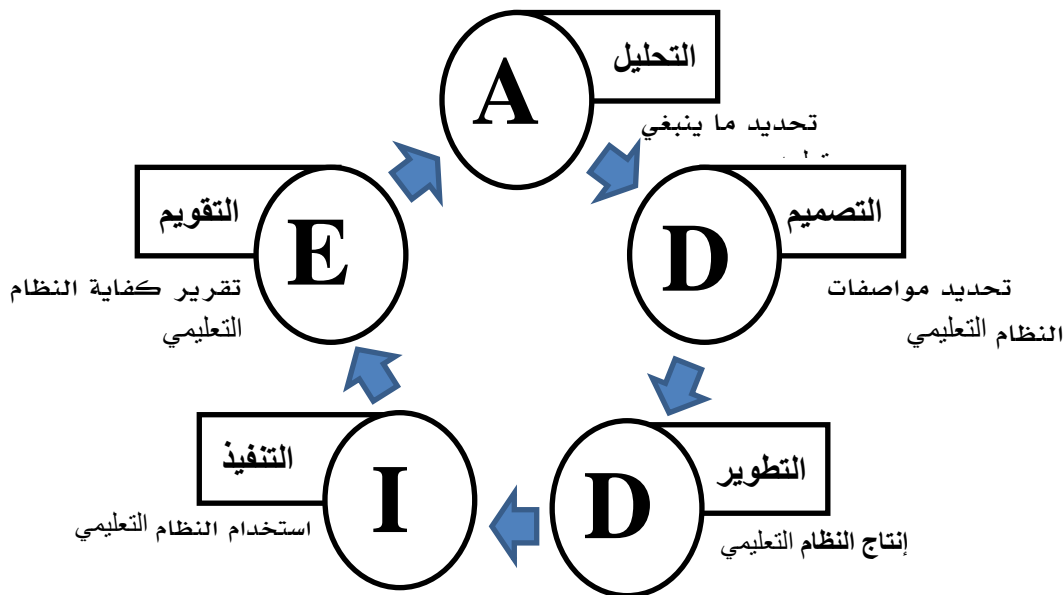 A
التحليل
تحديد ما ينبغي
D
التصميم
تحديد مواصفات
النظام التعليمي
D
التطوير
إنتاج النظام التعليمي
I
التنفيذ
استخدام النظام التعليمي
E
التقويم
تقرير كفاية النظام
التعليمي